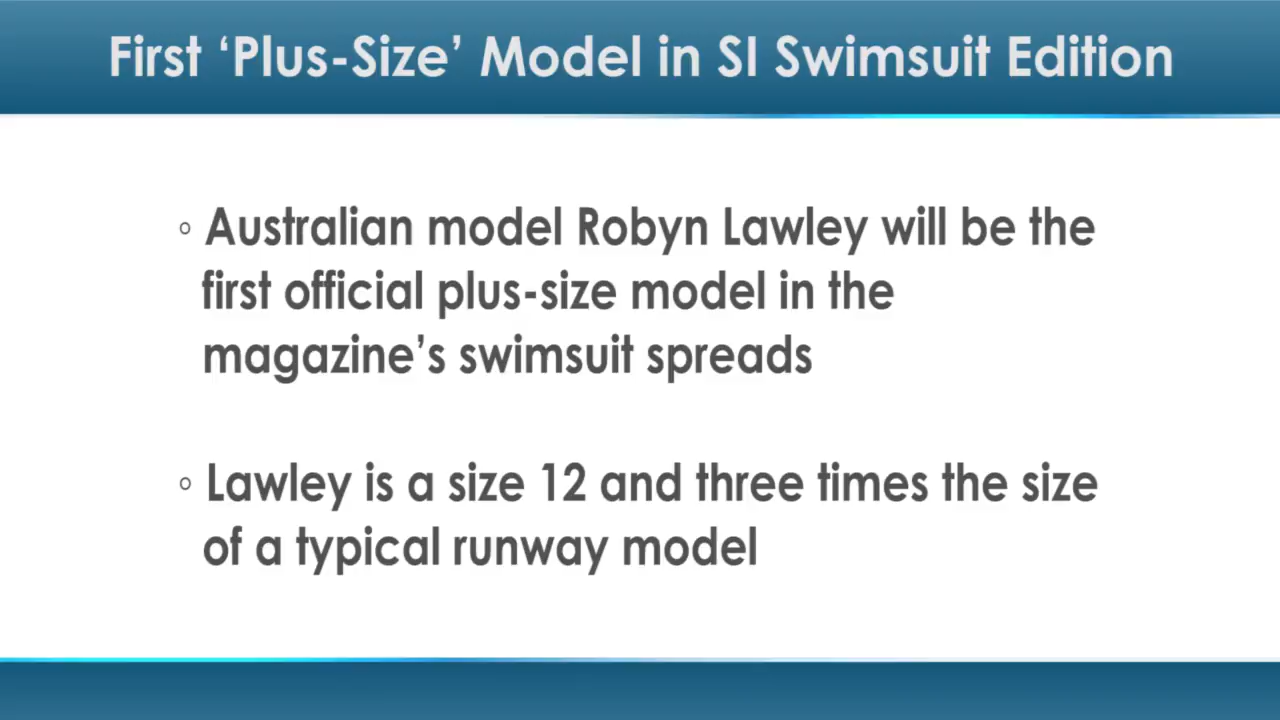 First ‘Plus-Size’ Model in SI Swimsuit Edition
◦ Australian model Robyn Lawley will be the
first official plus-size model in the
magazine’s swimsuit spreads
◦ Lawley is a size 12 and three times the size
of a typical runway model